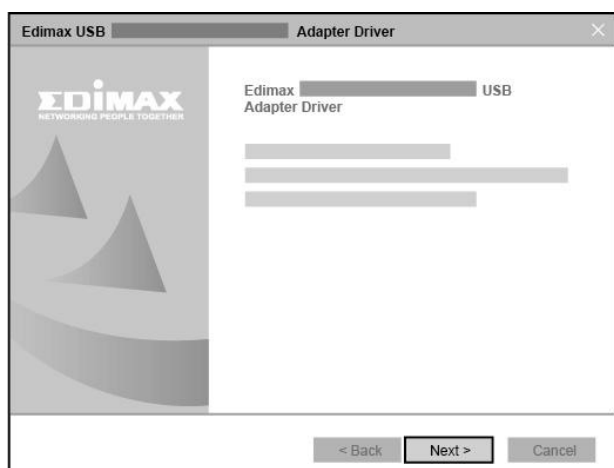 Edimax USB Adapter Driver
EDIMAX
NETWORKING PEOPLE TOGETHER
Edimax USB
Adapter Driver
< Back Next > Cancel